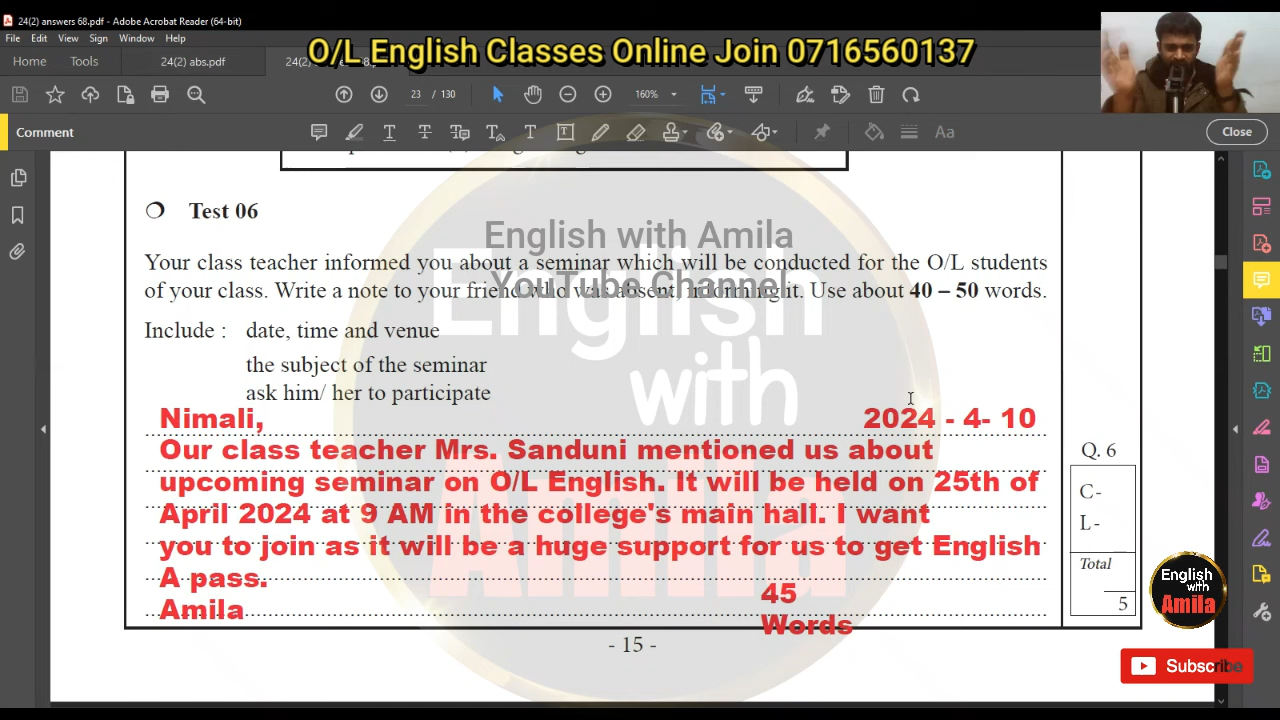 24(2) answers 68.pdf - Adobe Acrobat Reader (64-bit)
File Edit View Sign Window Help
O/L English Classes Online Join 0716560137
Home Tools 24(2) abs.pdf
23 / 130 160%
Comment
Close
Test 06
English with Amila
YouTube Channel
English
with
Your class teacher informed you about a seminar which will be conducted for the O/L students
of your class. Write a note to your friend who was absent, informing it. Use about 40 – 50 words.
Include : date, time and venue
the subject of the seminar
ask him/ her to participate
Nimali, 2024 - 4- 10
Our class teacher Mrs. Sanduni mentioned us about
upcoming seminar on O/L English. It will be held on 25th of
April 2024 at 9 AM in the college's main hall. I want
you to join as it will be a huge support for us to get English
A pass.
Amila
45
Words
Q. 6
C-
L-
Total
5
- 15 -
English
with
Amila
Subscribe